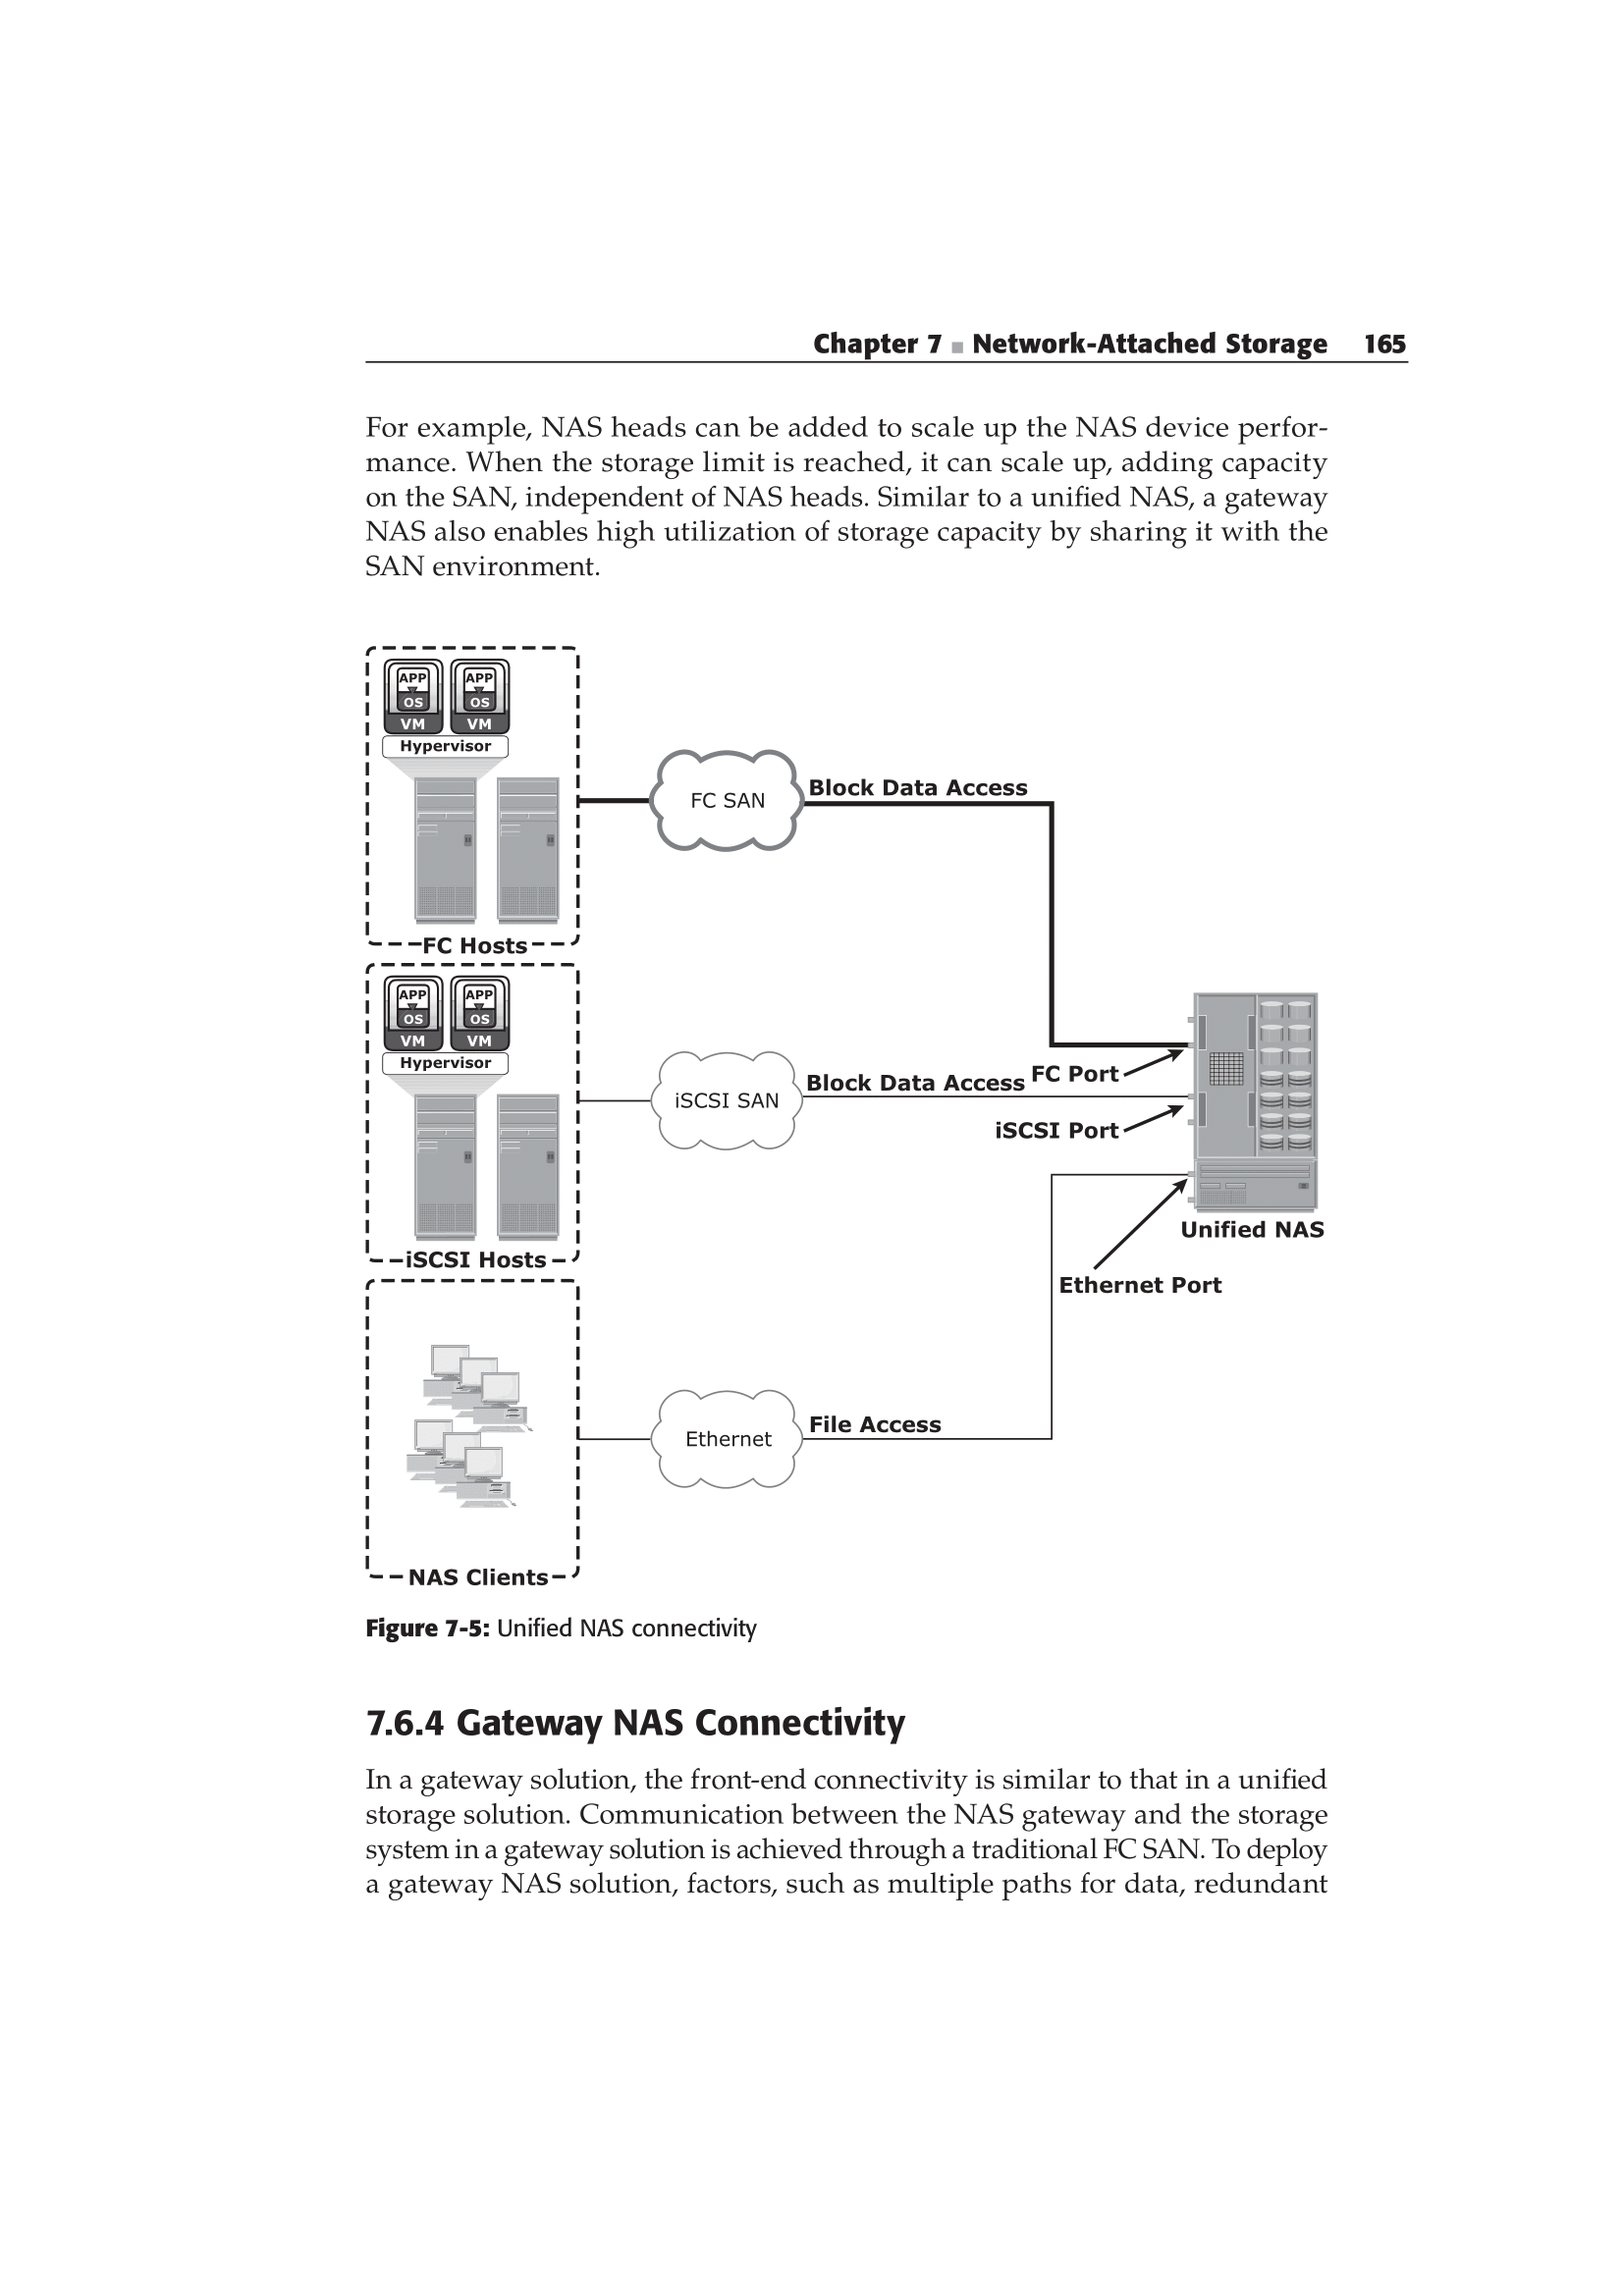 Chapter 7 ■ Network-Attached Storage 165
For example, NAS heads can be added to scale up the NAS device perfor-
mance. When the storage limit is reached, it can scale up, adding capacity
on the SAN, independent of NAS heads. Similar to a unified NAS, a gateway
NAS also enables high utilization of storage capacity by sharing it with the
SAN environment.
APP APP
OS OS
VM VM
Hypervisor
FC SAN
Block Data Access
FC Hosts
APP APP
OS OS
VM VM
Hypervisor
iSCSI SAN
Block Data Access
FC Port
iSCSI Port
Unified NAS
iSCSI Hosts
Ethernet Port
Ethernet
File Access
NAS Clients
Figure 7-5: Unified NAS connectivity
7.6.4 Gateway NAS Connectivity
In a gateway solution, the front-end connectivity is similar to that in a unified
storage solution. Communication between the NAS gateway and the storage
system in a gateway solution is achieved through a traditional FC SAN. To deploy
a gateway NAS solution, factors, such as multiple paths for data, redundant